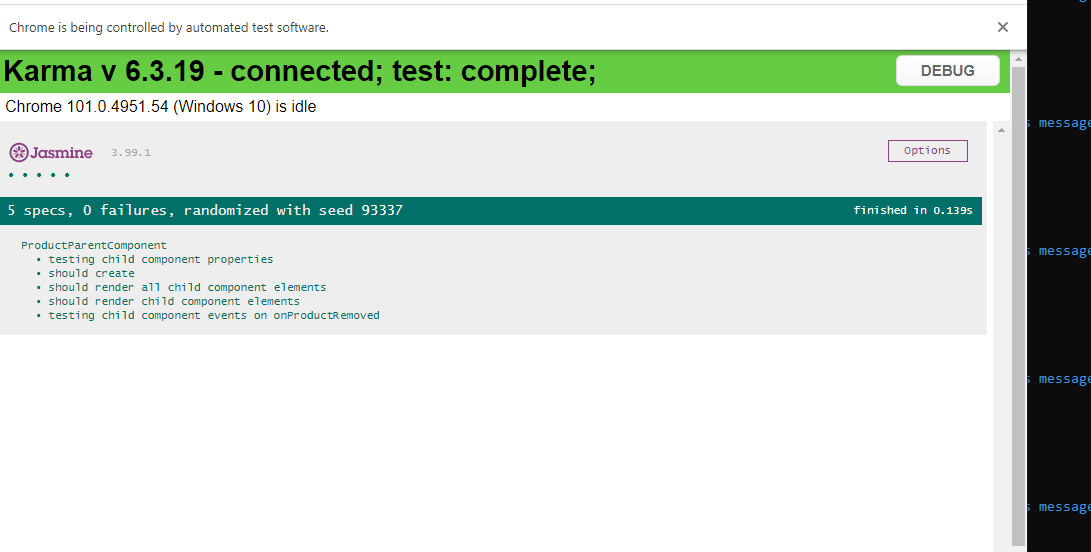 Chrome is being controlled by automated test software.
Karma v 6.3.19 - connected; test: complete;
DEBUG
Chrome 101.0.4951.54 (Windows 10) is idle
Jasmine 3.99.1
Options
5 specs, 0 failures, randomized with seed 93337
finished in 0.139s
ProductParentComponent
• testing child component properties
• should create
• should render all child component elements
• should render child component elements
• testing child component events on onProductRemoved
s message
s message
s message
s message